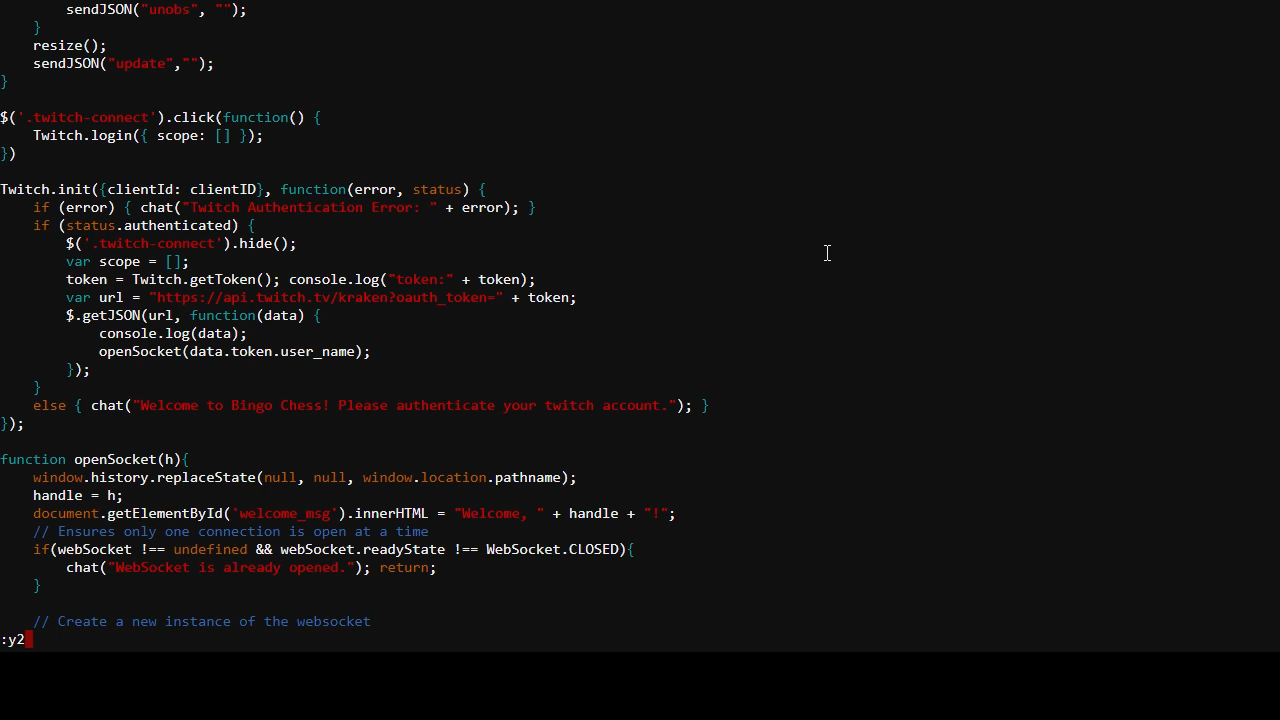 sendJSON("unobs", "");
    }
    resize();
    sendJSON("update","");
}

$('.twitch-connect').click(function() {
    Twitch.login({ scope: [] });
})

Twitch.init({clientId: clientID}, function(error, status) {
    if (error) { chat("Twitch Authentication Error: " + error); }
    if (status.authenticated) {
        $('.twitch-connect').hide();
        var scope = [];
        token = Twitch.getToken(); console.log("token:" + token);
        var url = "https://api.twitch.tv/kraken?oauth_token=" + token;
        $.getJSON(url, function(data) {
            console.log(data);
            openSocket(data.token.user_name);
        });
    }
    else { chat("Welcome to Bingo Chess! Please authenticate your twitch account."); }
});

function openSocket(h){
    window.history.replaceState(null, null, window.location.pathname);
    handle = h;
    document.getElementById('welcome_msg').innerHTML = "Welcome, " + handle + "!";
    // Ensures only one connection is open at a time
    if(webSocket !== undefined && webSocket.readyState !== WebSocket.CLOSED){
        chat("WebSocket is already opened."); return;
    }

    // Create a new instance of the websocket
:y2